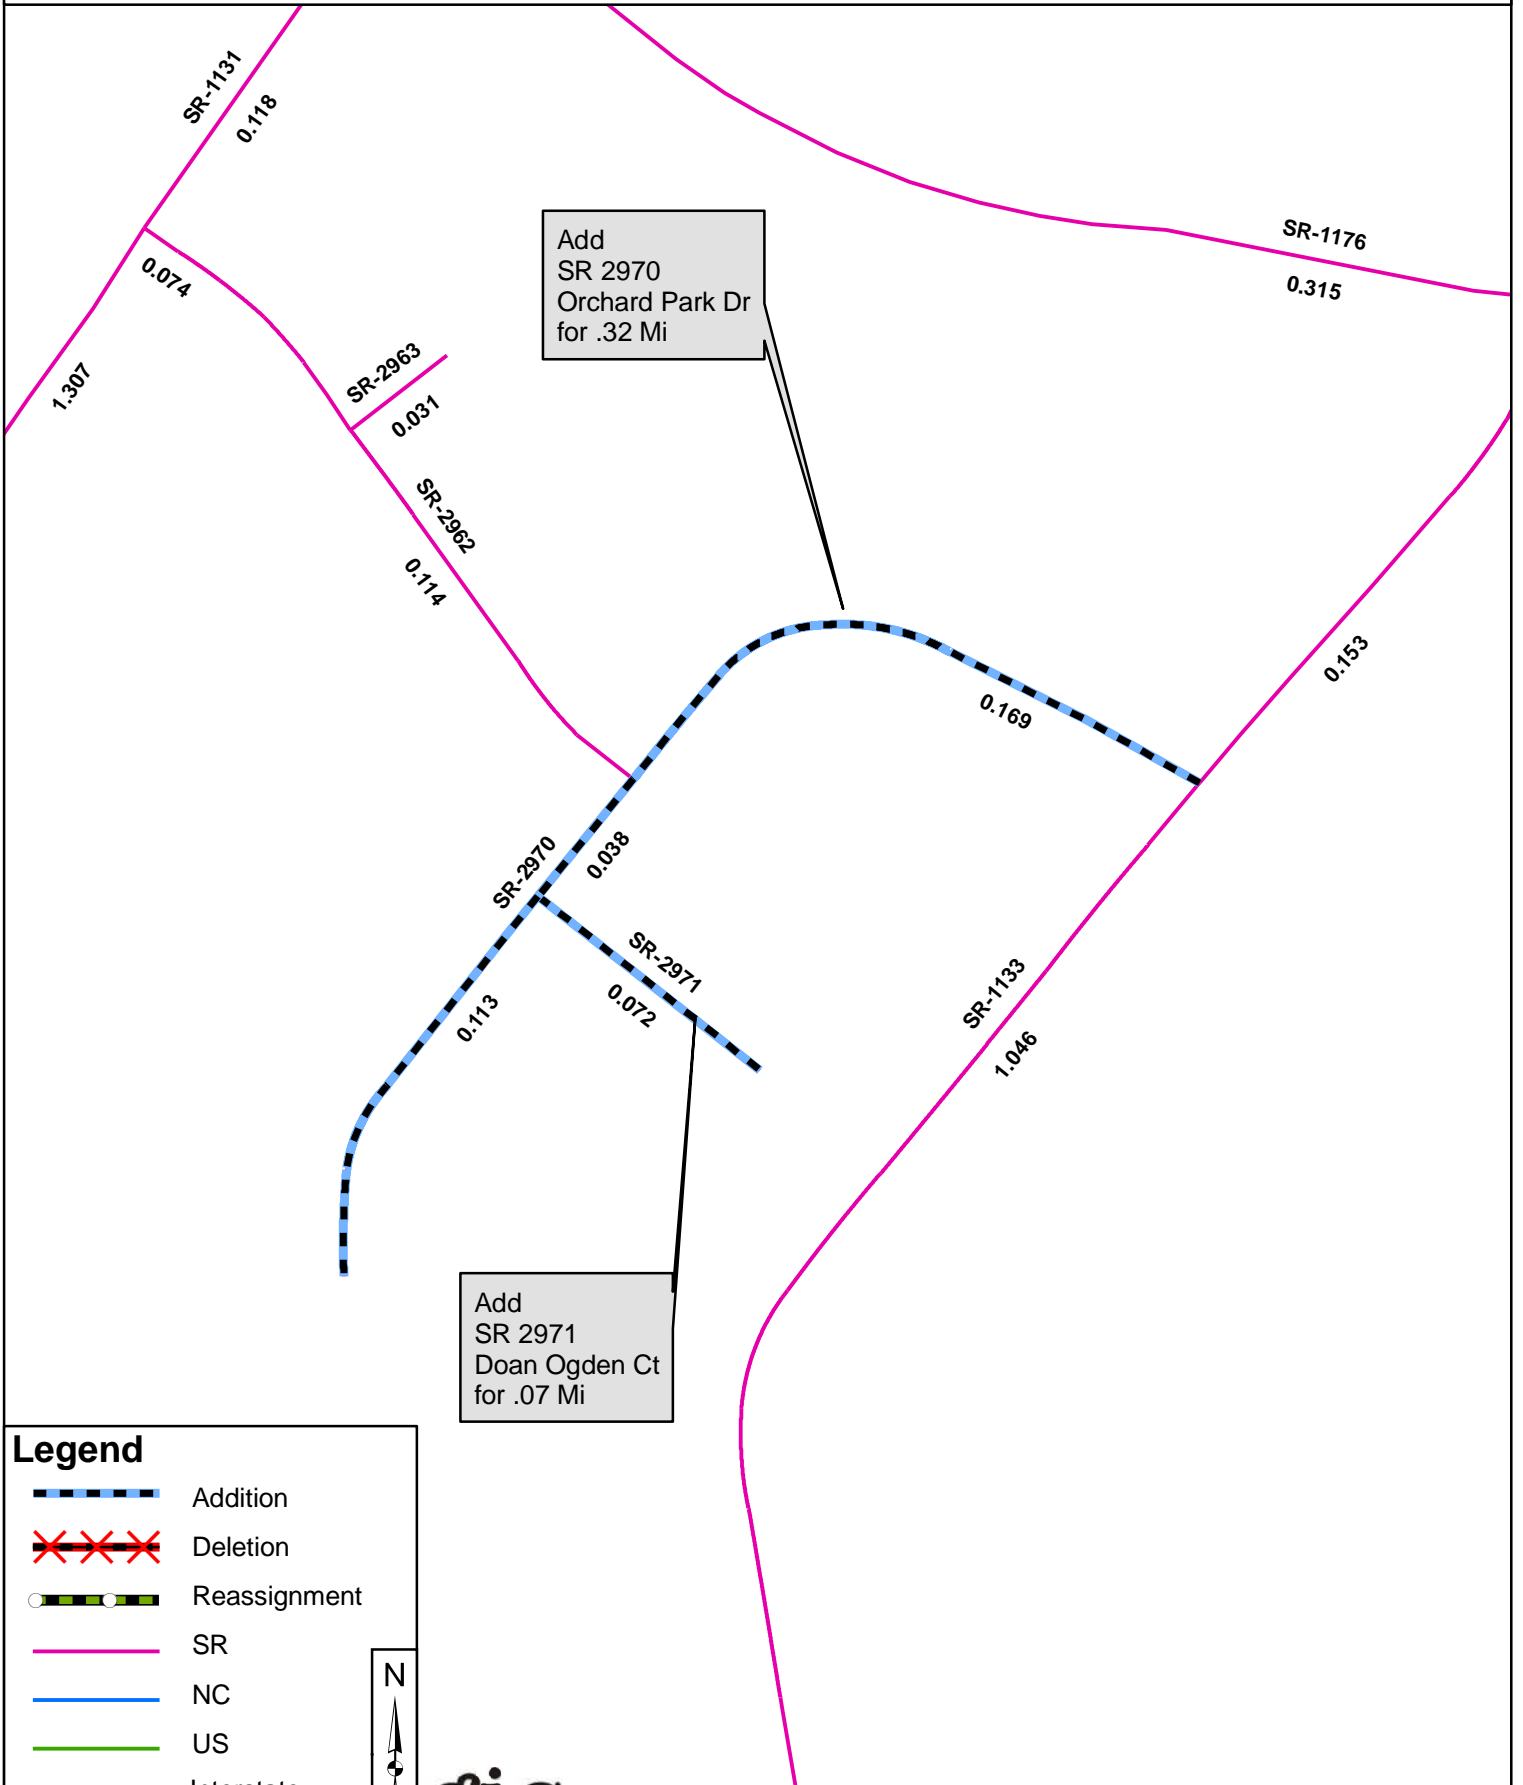 SR-1131
0.118
SR-1176
0.315
Add
SR 2970
Orchard Park Dr
for .32 Mi
0.074
1.307
SR-2963
0.031
SR-2962
0.114
0.153
0.169
SR-2970
0.038
SR-2971
0.072
0.113
SR-1133
1.046
Add
SR 2971
Doan Ogden Ct
for .07 Mi
Legend
Addition
Deletion
Reassignment
SR
NC
US
Interstate
N